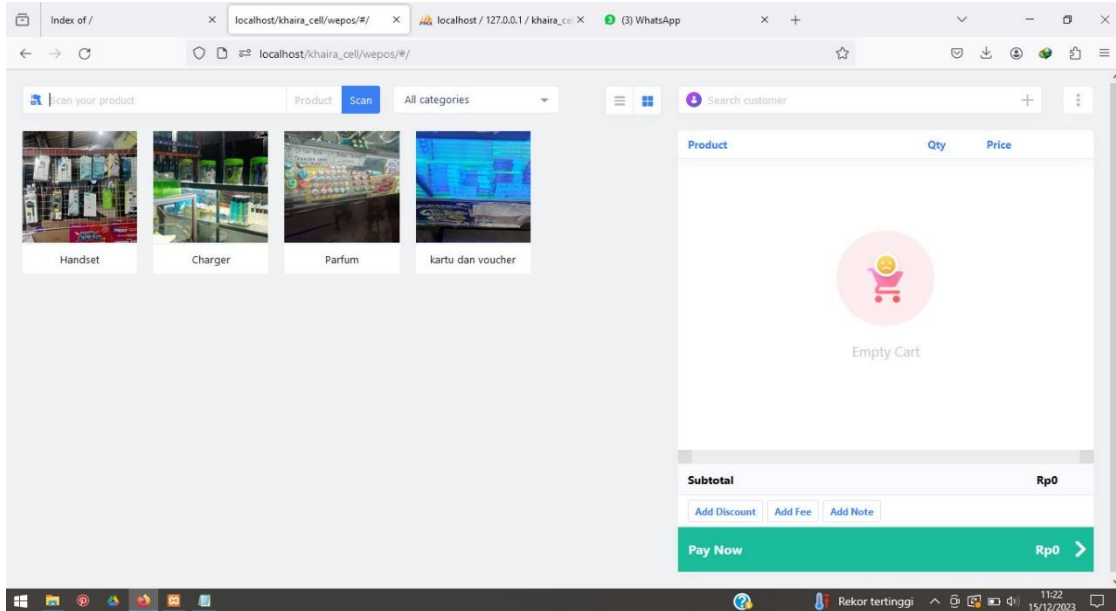 Index of /
localhost/khaira_cell/wepos/#/
localhost / 127.0.0.1 / khaira_ce
(3) WhatsApp
localhost/khaira_cell/wepos/#/
Scan your product
Product
Scan
All categories
Search customer
Handset
Charger
Parfum
kartu dan voucher
Product Qty Price
Empty Cart
Subtotal Rp0
Add Discount Add Fee Add Note
Pay Now Rp0
Rekor tertinggi
11:22
15/12/2023